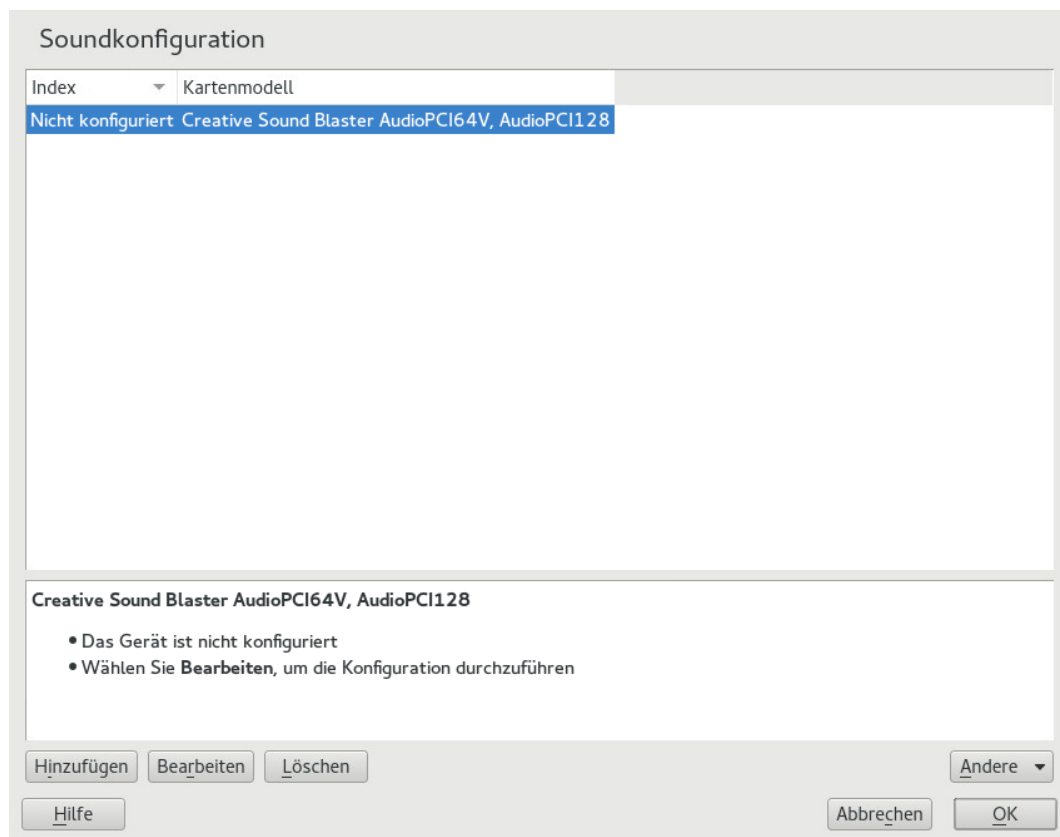 Soundkonfiguration
Index Kartenmodell
Nicht konfiguriert Creative Sound Blaster AudioPCI64V, AudioPCI128
Creative Sound Blaster AudioPCI64V, AudioPCI128
• Das Gerät ist nicht konfiguriert
• Wählen Sie Bearbeiten, um die Konfiguration durchzuführen
Hinzufügen Bearbeiten Löschen Andere
Hilfe Abbrechen OK